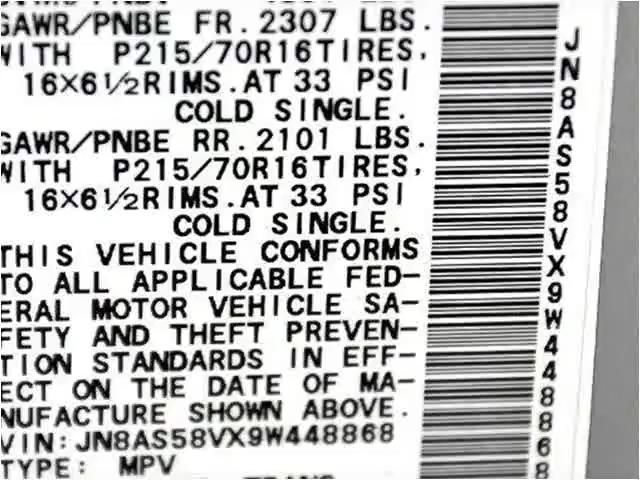 GAWR/PNBE FR.2307 LBS.
WITH P215/70R16TIRES,
16X6½RIMS.AT 33 PSI
COLD SINGLE.
GAWR/PNBE RR.2101 LBS.
WITH P215/70R16TIRES,
16X6½RIMS.AT 33 PSI
COLD SINGLE.
THIS VEHICLE CONFORMS
TO ALL APPLICABLE FED-
ERAL MOTOR VEHICLE SA-
FETY AND THEFT PREVEN-
TION STANDARDS IN EFF-
ECT ON THE DATE OF MA-
NUFACTURE SHOWN ABOVE.
VIN:JN8AS58VX9W448868
TYPE: MPV
JN8AS58VX9W448868